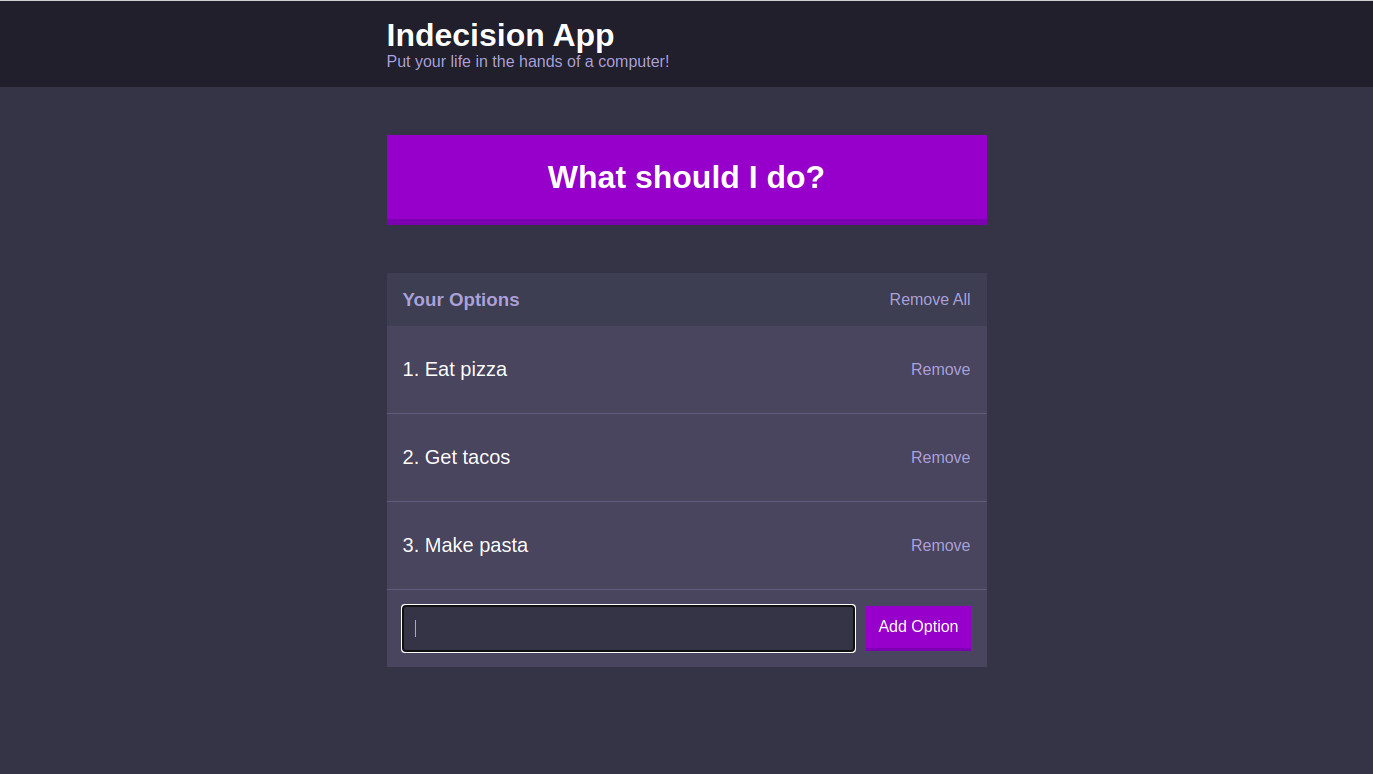 Indecision App
Put your life in the hands of a computer!
What should I do?
Your Options Remove All
1. Eat pizza Remove
2. Get tacos Remove
3. Make pasta Remove
Add Option